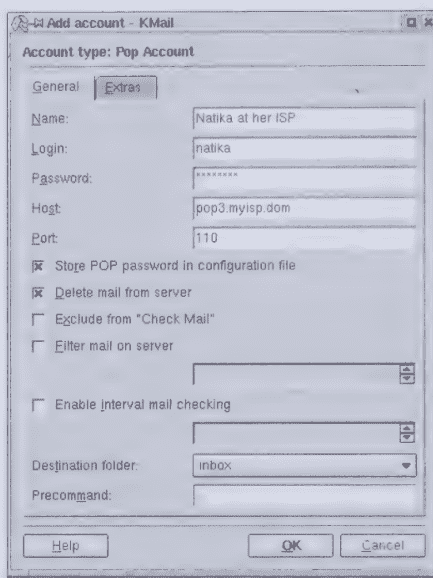 Add account - KMail
Account type: Pop Account
General Extras
Name: Natika at her ISP
Login: natika
Password: ********
Host: pop3.myisp.dom
Port: 110
Store POP password in configuration file
Delete mail from server
Exclude from "Check Mail"
Filter mail on server
Enable interval mail checking
Destination folder: inbox
Precommand:
Help OK Cancel